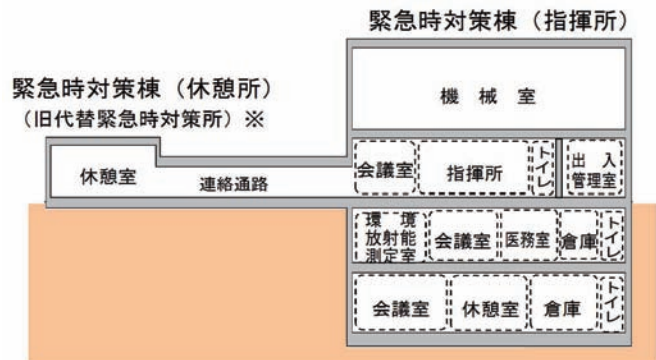 緊急時対策棟（指揮所）
緊急時対策棟（休憩所）
（旧代替緊急時対策所）※
機械室
休憩室
連絡通路
会議室
指揮所
トイレ
出入
管理室
環境
放射能
測定室
会議室
医務室
倉庫
トイレ
会議室
休憩室
倉庫
トイレ